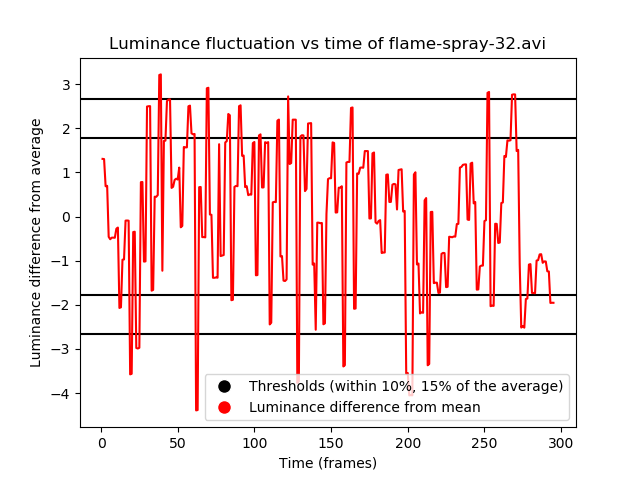 Luminance fluctuation vs time of flame-spray-32.avi
Luminance difference from average
3
2
1
0
−1
−2
−3
−4
Thresholds (within 10%, 15% of the average)
Luminance difference from mean
0 50 100 150 200 250 300
Time (frames)